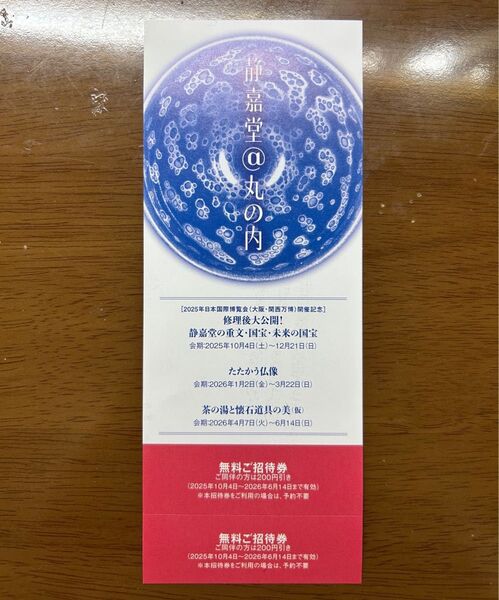 静嘉堂@丸の内
[2025年日本国際博覧会(大阪・関西万博)開催記念]
修理後大公開!
静嘉堂の重文・国宝・未来の国宝
会期:2025年10月4日(土)〜12月21日(日)
たたかう仏像
会期:2026年1月2日(金)〜3月22日(日)
茶の湯と懐石道具の美(仮)
会期:2026年4月7日(火)〜6月14日(日)
無料ご招待券
ご同伴の方は200円引き
(2025年10月4日〜2026年6月14日まで有効)
※本招待券をご利用の場合は、予約不要
無料ご招待券
ご同伴の方は200円引き
(2025年10月4日〜2026年6月14日まで有効)
※本招待券をご利用の場合は、予約不要